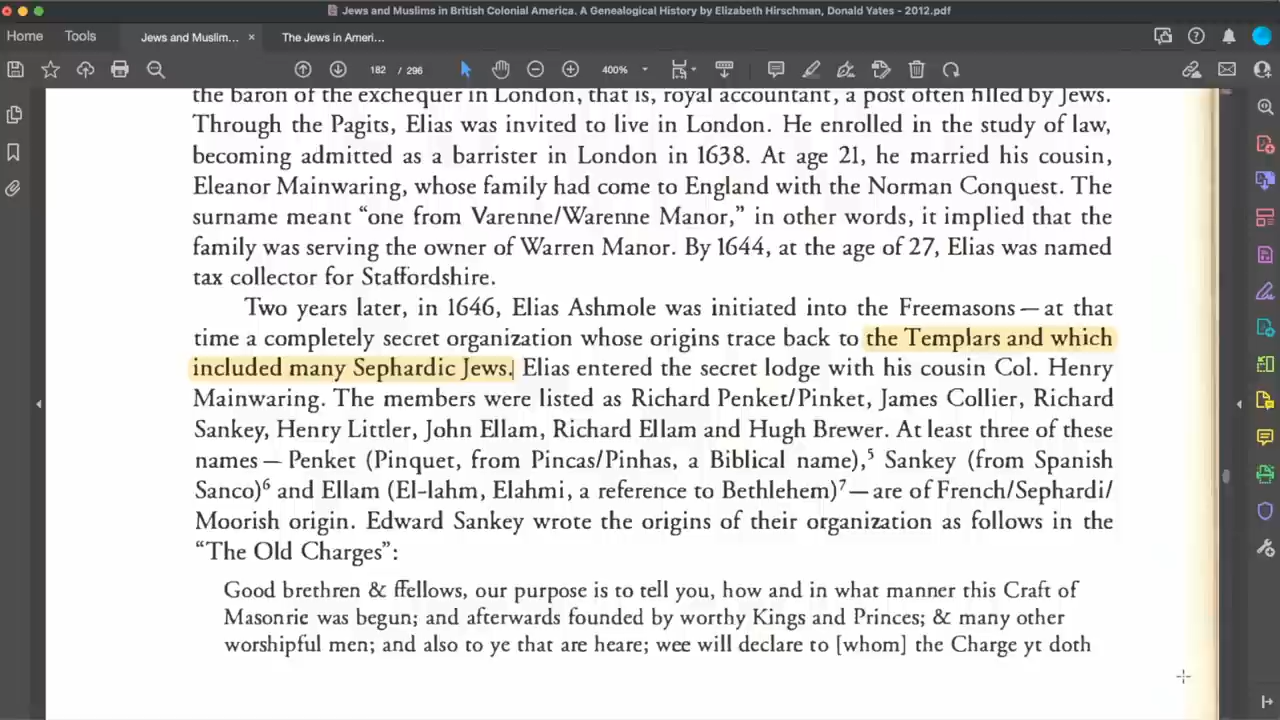 Jews and Muslims in British Colonial America. A Genealogical History by Elizabeth Hirschman, Donald Yates - 2012.pdf
Home Tools Jews and Muslim... × The Jews in Ameri...
182 / 296 400%
the baron of the exchequer in London, that is, royal accountant, a post often filled by Jews.
Through the Pagits, Elias was invited to live in London. He enrolled in the study of law,
becoming admitted as a barrister in London in 1638. At age 21, he married his cousin,
Eleanor Mainwaring, whose family had come to England with the Norman Conquest. The
surname meant “one from Varenne/Warenne Manor,” in other words, it implied that the
family was serving the owner of Warren Manor. By 1644, at the age of 27, Elias was named
tax collector for Staffordshire.
Two years later, in 1646, Elias Ashmole was initiated into the Freemasons — at that
time a completely secret organization whose origins trace back to the Templars and which
included many Sephardic Jews. Elias entered the secret lodge with his cousin Col. Henry
Mainwaring. The members were listed as Richard Penket/Pinket, James Collier, Richard
Sankey, Henry Littler, John Ellam, Richard Ellam and Hugh Brewer. At least three of these
names — Penket (Pinquet, from Pincas/Pinhas, a Biblical name),5 Sankey (from Spanish
Sanco)6 and Ellam (El-lahm, Elahmi, a reference to Bethlehem)7 — are of French/Sephardi/
Moorish origin. Edward Sankey wrote the origins of their organization as follows in the
“The Old Charges”:
Good brethren & ffellows, our purpose is to tell you, how and in what manner this Craft of
Masonrie was begun; and afterwards founded by worthy Kings and Princes; & many other
worshipful men; and also to ye that are heare; wee will declare to [whom] the Charge yt doth